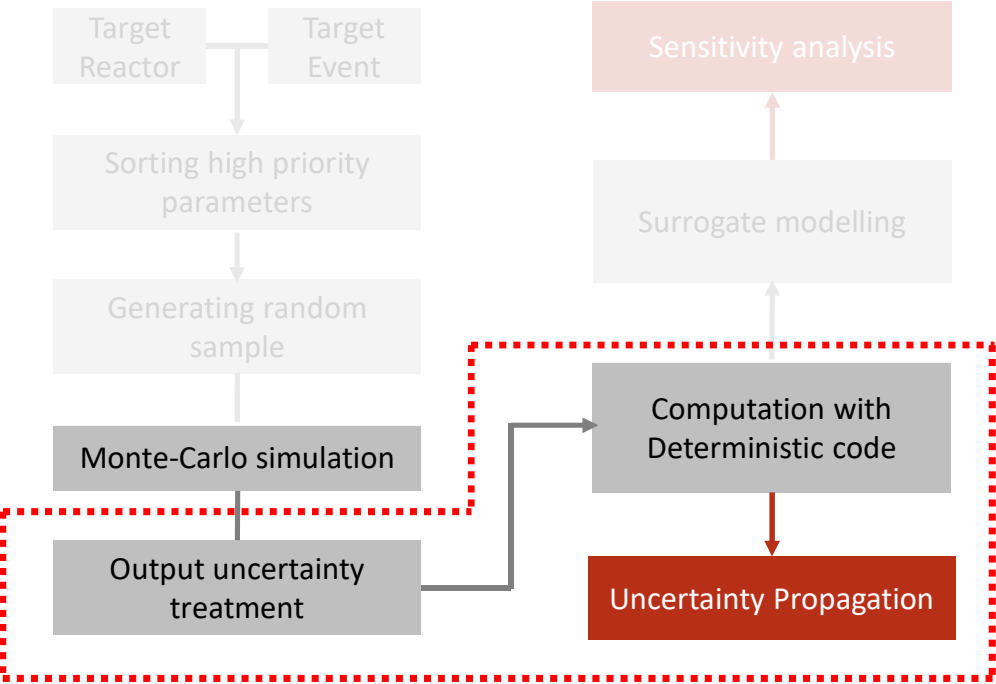 Target
Reactor
Target
Event
Sorting high priority
parameters
Generating random
sample
Monte-Carlo simulation
Output uncertainty
treatment
Sensitivity analysis
Surrogate modelling
Computation with
Deterministic code
Uncertainty Propagation